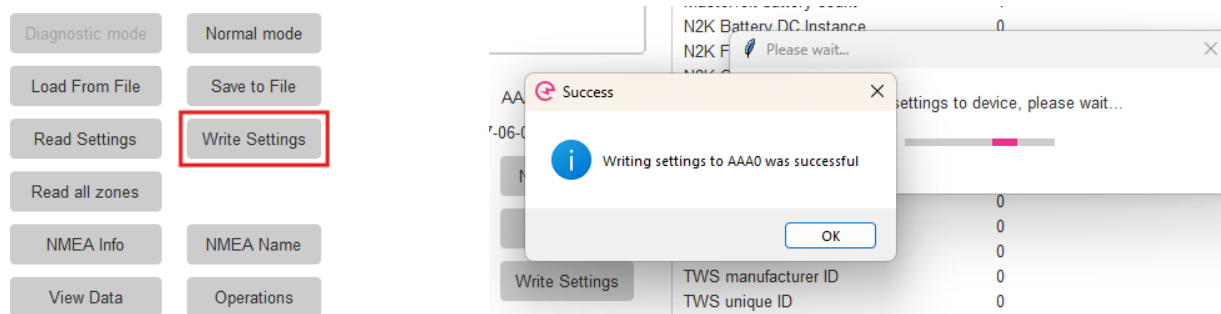 Diagnostic mode
Normal mode
Load From File
Save to File
Read Settings
Write Settings
Read all zones
NMEA Info
NMEA Name
View Data
Operations
N2K Battery DC Instance 0
N2K F
Please wait...
AA
Success
settings to device, please wait...
7-06-0
Writing settings to AAA0 was successful
N
0
0
OK
0
Write Settings
TWS manufacturer ID 0
TWS unique ID 0